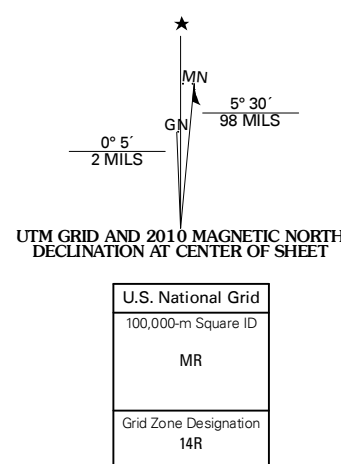 MN
GN
5° 30´
98 MILS
0° 5´
2 MILS
UTM GRID AND 2010 MAGNETIC NORTH
DECLINATION AT CENTER OF SHEET
U.S. National Grid
100,000-m Square ID
MR
Grid Zone Designation
14R